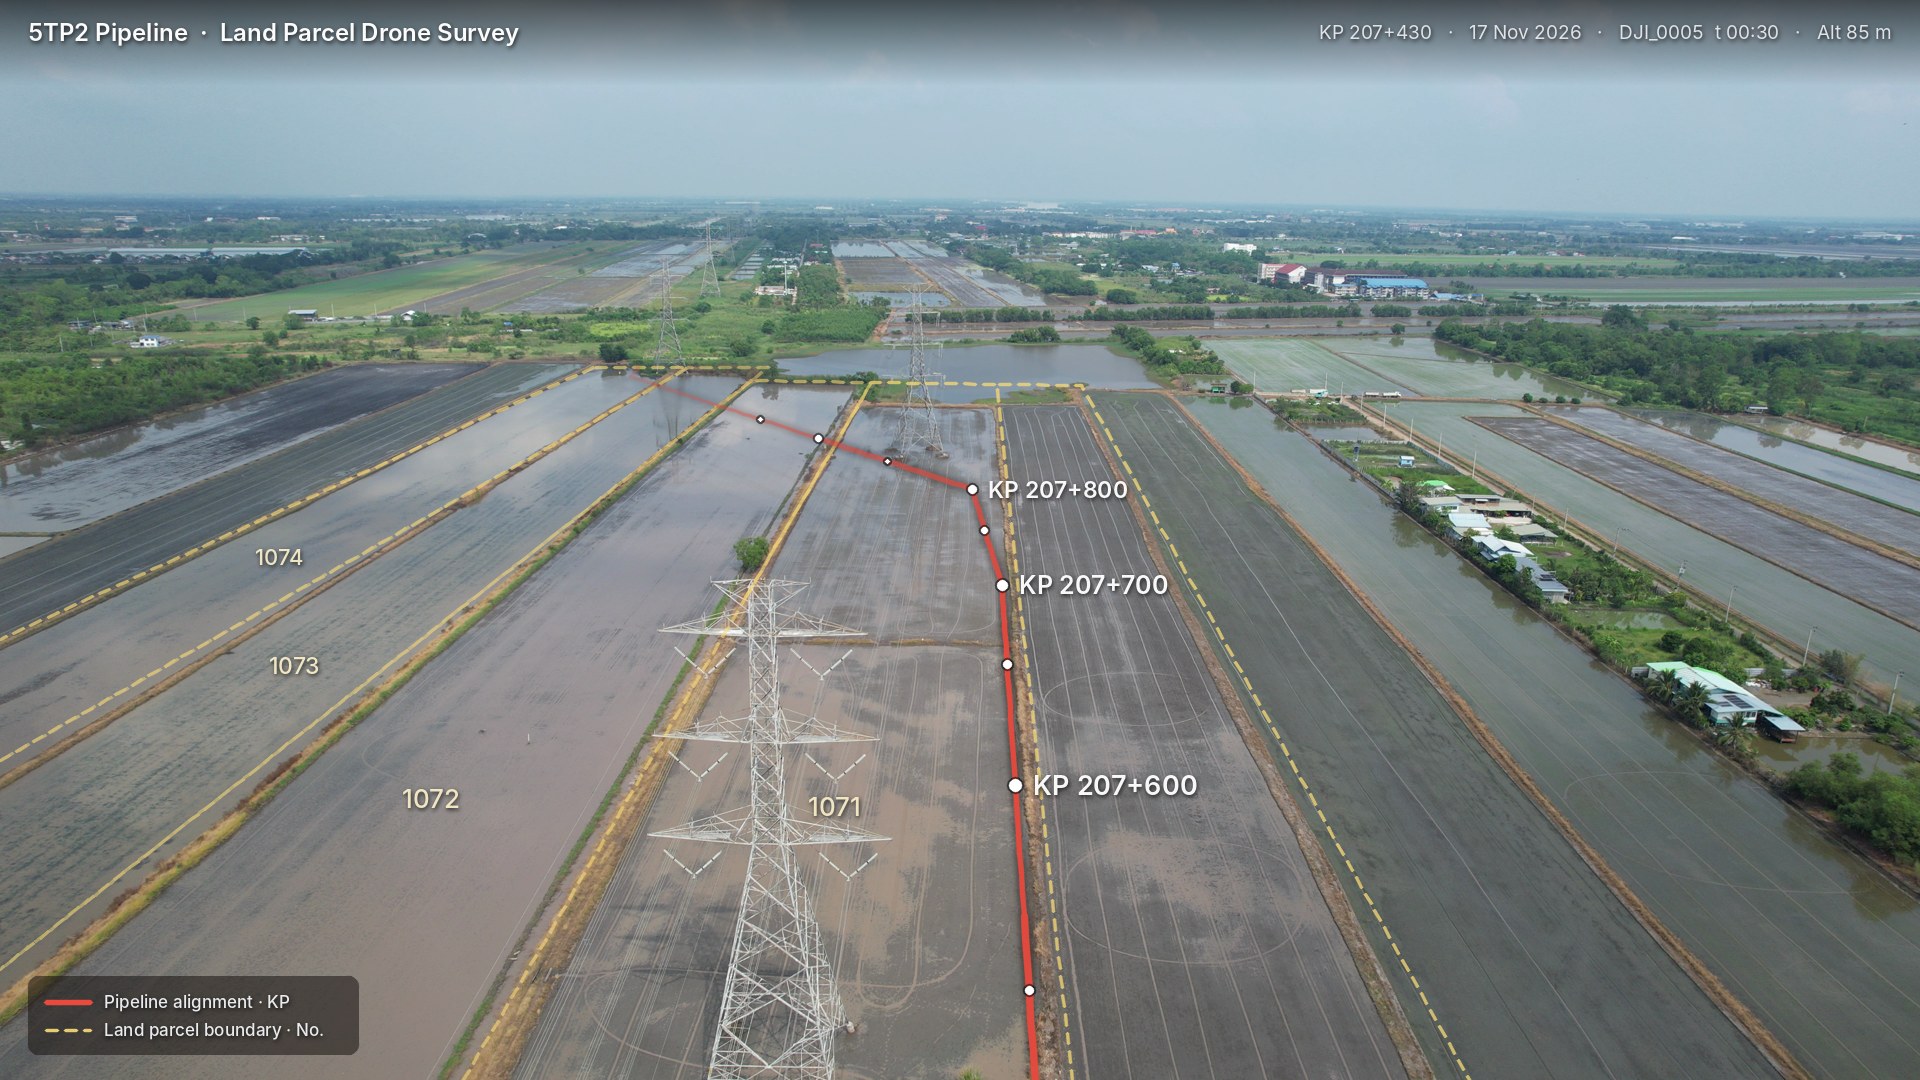 5TP2 Pipeline · Land Parcel Drone Survey
KP 207+430 · 17 Nov 2026 · DJI_0005 t 00:30 · Alt 85 m
KP 207+800
KP 207+700
KP 207+600
1074
1073
1072
1071
Pipeline alignment · KP
Land parcel boundary · No.